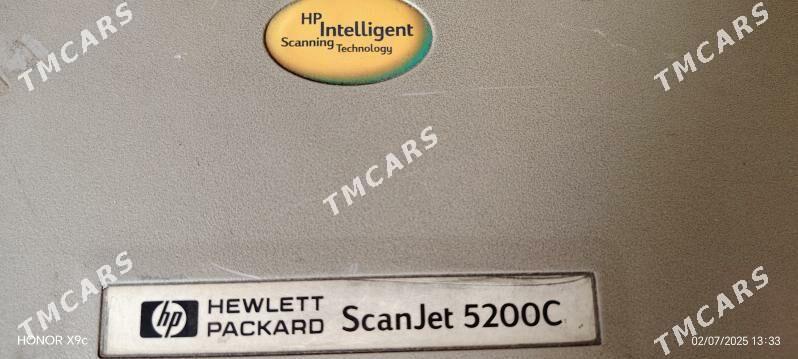 TMCARS
TMCARS
HP
Intelligent
Scanning Technology
TMCARS
TMCARS
TMCARS
hp HEWLETT
PACKARD ScanJet 5200C
HONOR X9c
02/07/2025 13:33